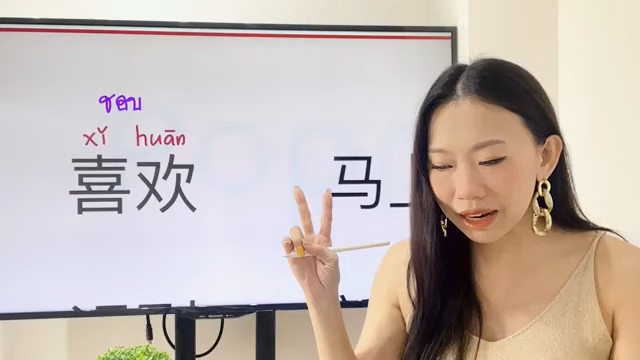 ชอบ
xǐ huān
喜欢 马